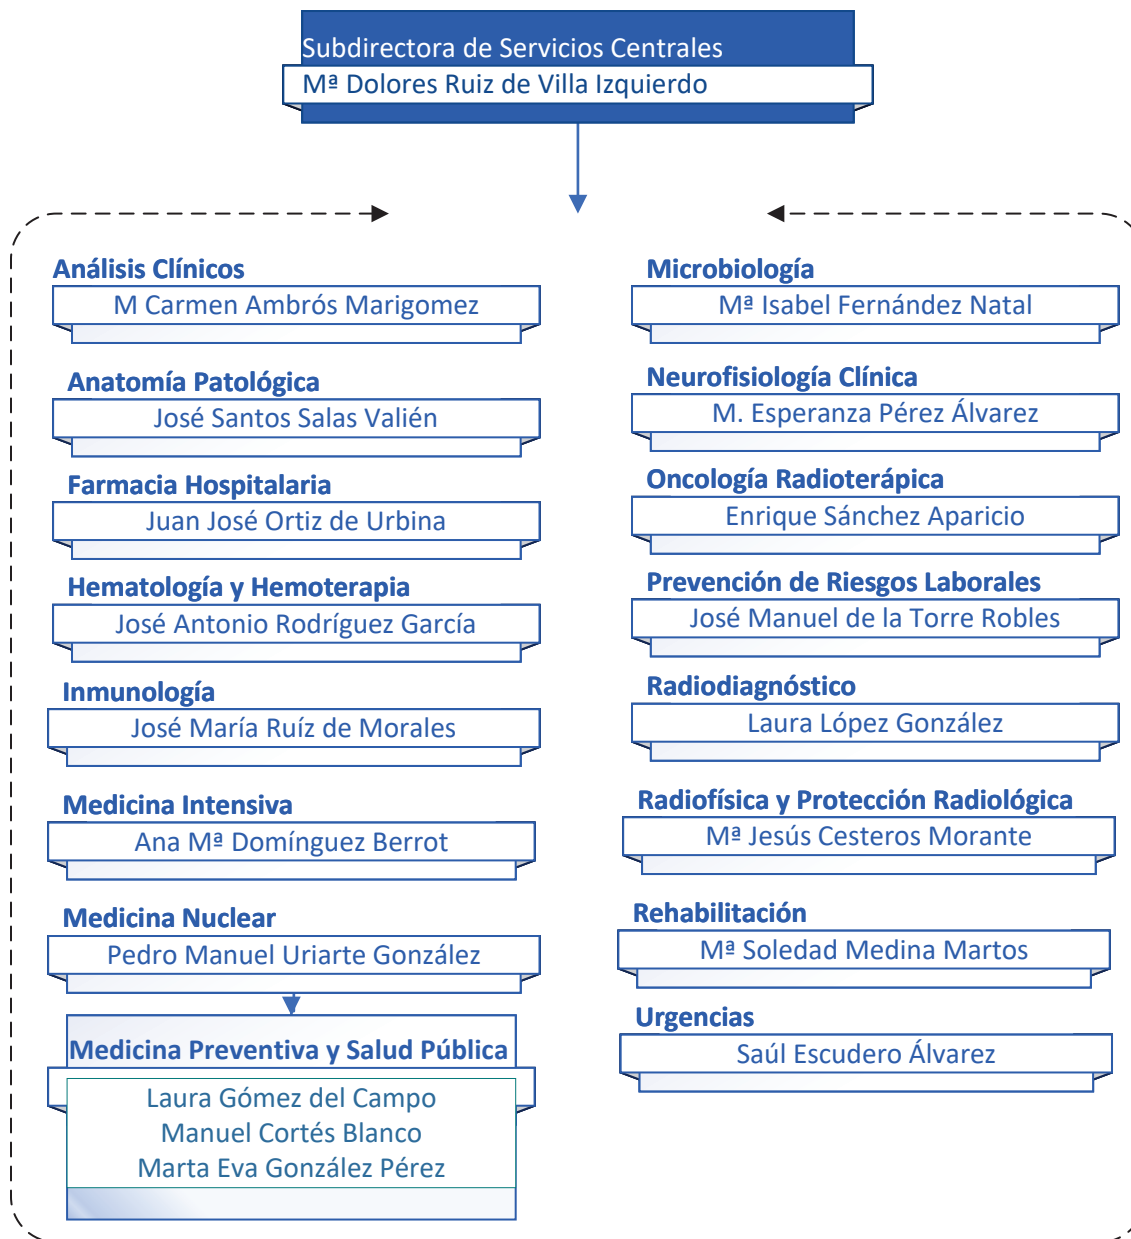 Subdirectora de Servicios Centrales
Mª Dolores Ruiz de Villa Izquierdo
Análisis Clínicos
M Carmen Ambrós Marigomez
Anatomía Patológica
José Santos Salas Valién
Farmacia Hospitalaria
Juan José Ortiz de Urbina
Hematología y Hemoterapia
José Antonio Rodríguez García
Inmunología
José María Ruíz de Morales
Medicina Intensiva
Ana Mª Domínguez Berrot
Medicina Nuclear
Pedro Manuel Uriarte González
Medicina Preventiva y Salud Pública
Laura Gómez del Campo
Manuel Cortés Blanco
Marta Eva González Pérez
Microbiología
Mª Isabel Fernández Natal
Neurofisiología Clínica
M. Esperanza Pérez Álvarez
Oncología Radioterápica
Enrique Sánchez Aparicio
Prevención de Riesgos Laborales
José Manuel de la Torre Robles
Radiodiagnóstico
Laura López González
Radiofísica y Protección Radiológica
Mª Jesús Cesteros Morante
Rehabilitación
Mª Soledad Medina Martos
Urgencias
Saúl Escudero Álvarez